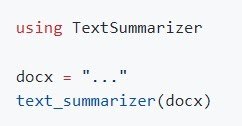 using TextSummarizer
docx = "..."
text_summarizer(docx)